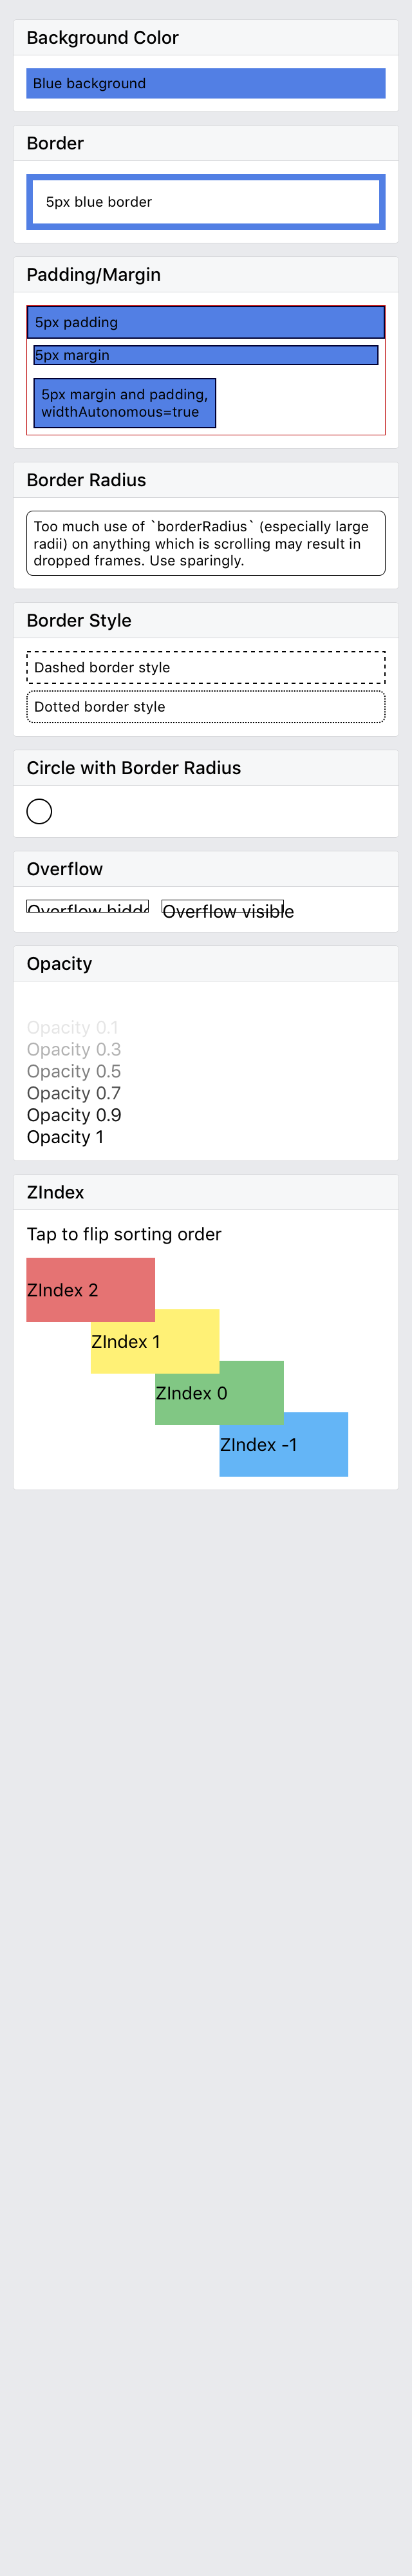 Background Color
Blue background
Border
5px blue border
Padding/Margin
5px padding
5px margin
5px margin and padding,
widthAutonomous=true
Border Radius
Too much use of `borderRadius` (especially large
radii) on anything which is scrolling may result in
dropped frames. Use sparingly.
Border Style
Dashed border style
Dotted border style
Circle with Border Radius
Overflow
Overflow hidde
Overflow visible
Opacity
Opacity 0.1
Opacity 0.3
Opacity 0.5
Opacity 0.7
Opacity 0.9
Opacity 1
ZIndex
Tap to flip sorting order
ZIndex 2
ZIndex 1
ZIndex 0
ZIndex -1